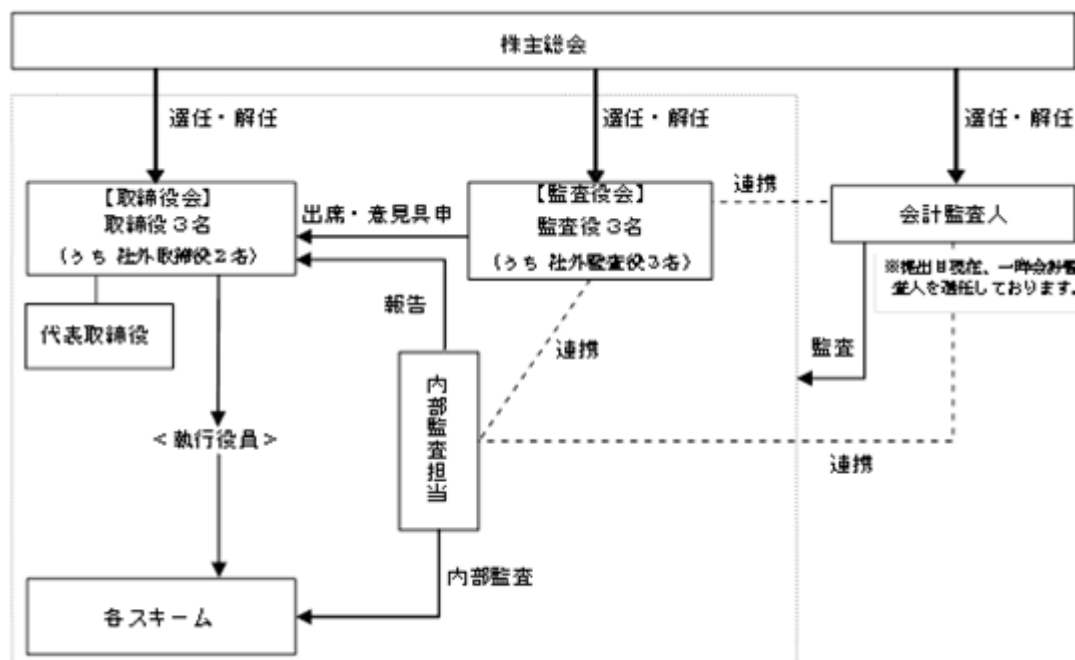 株主総会
選任・解任
選任・解任
選任・解任
【取締役会】
取締役3名
(うち 社外取締役2名)
出席・意見具申
【監査役会】
監査役3名
(うち 社外監査役3名)
連携
会計監査人
※提出日現在、一時会計監
査人を選任しております。
代表取締役
報告
連携
監査
内部監査担当
<執行役員>
連携
内部監査
各スキーム